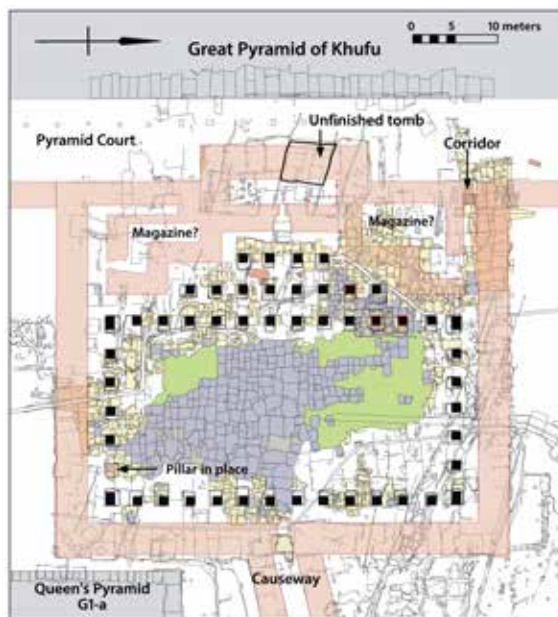 0 5 10 meters
Great Pyramid of Khufu
Unfinished tomb
Pyramid Court
Corridor
Magazine?
Magazine?
Pillar in place
Causeway
Queen's Pyramid
G1-a